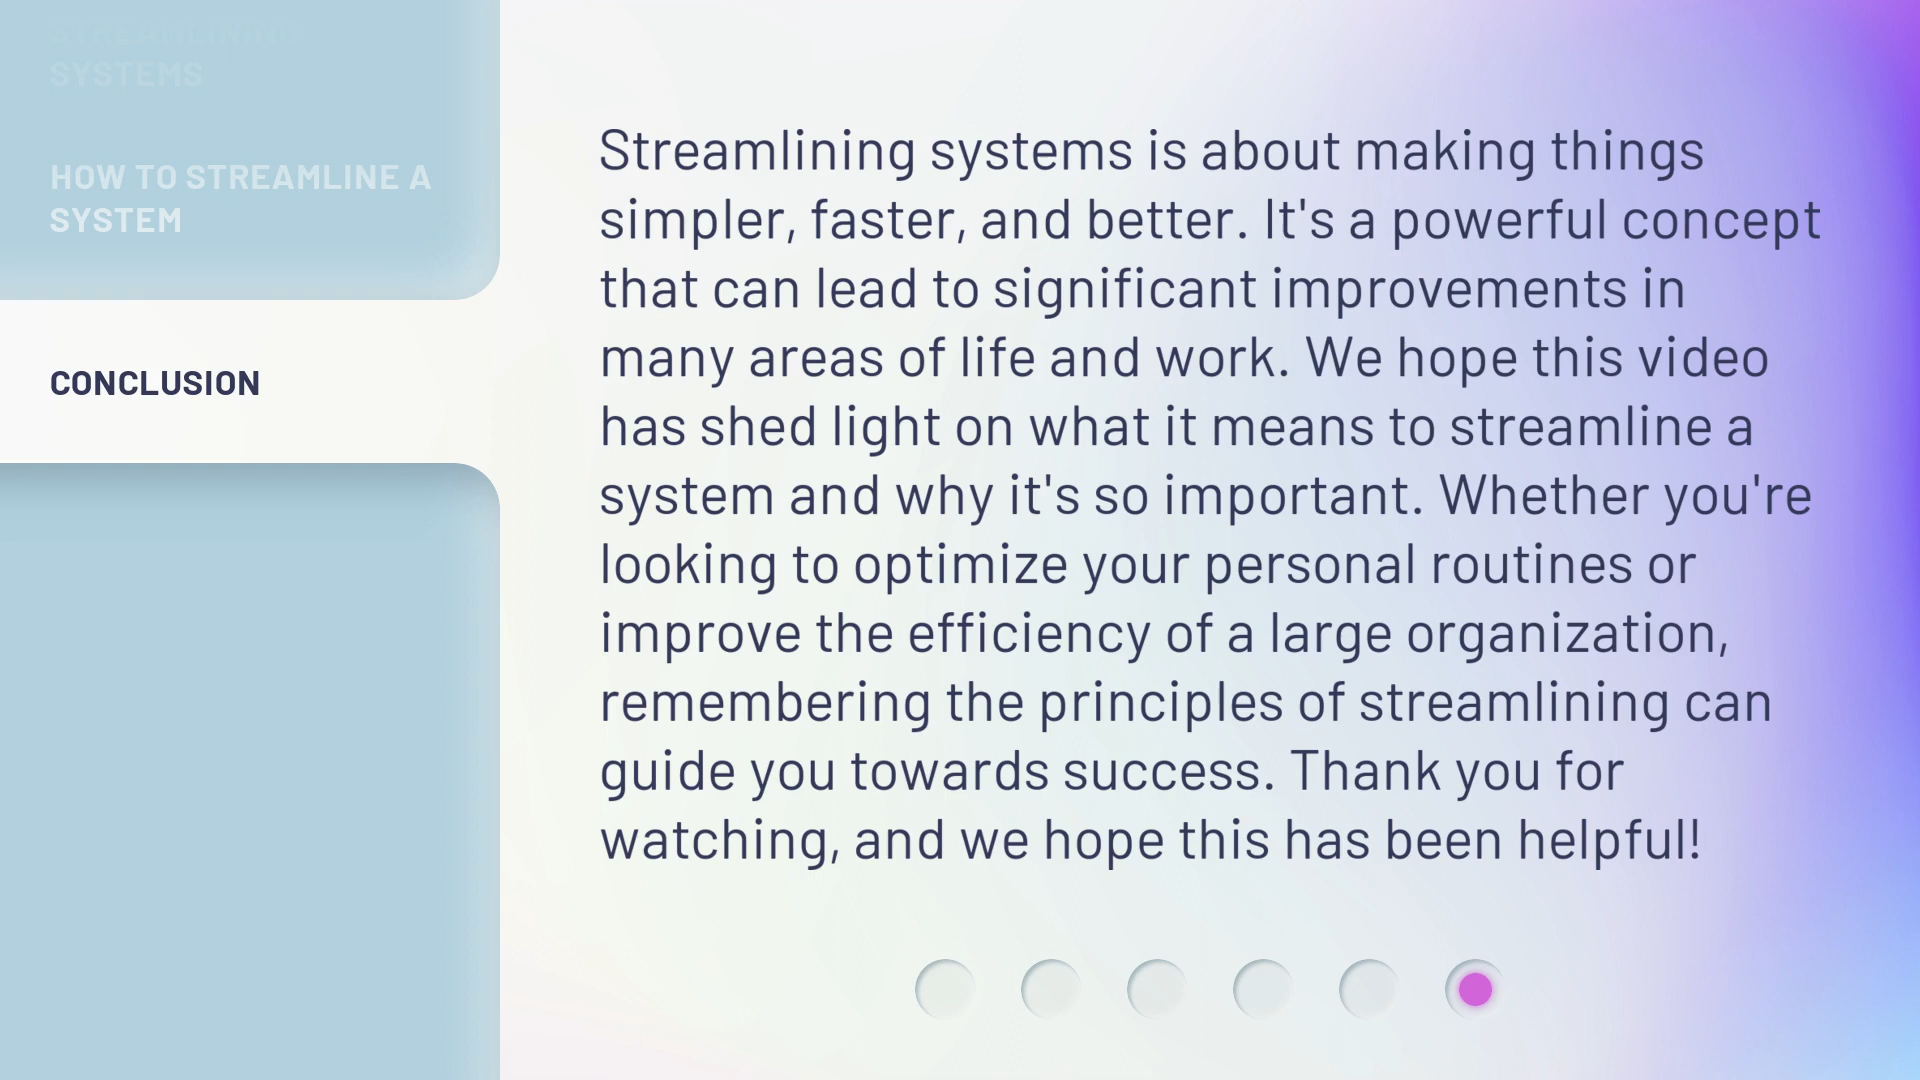 STREAMLINING
SYSTEMS
HOW TO STREAMLINE A
SYSTEM
CONCLUSION
Streamlining systems is about making things
simpler, faster, and better. It's a powerful concept
that can lead to significant improvements in
many areas of life and work. We hope this video
has shed light on what it means to streamline a
system and why it's so important. Whether you're
looking to optimize your personal routines or
improve the efficiency of a large organization,
remembering the principles of streamlining can
guide you towards success. Thank you for
watching, and we hope this has been helpful!